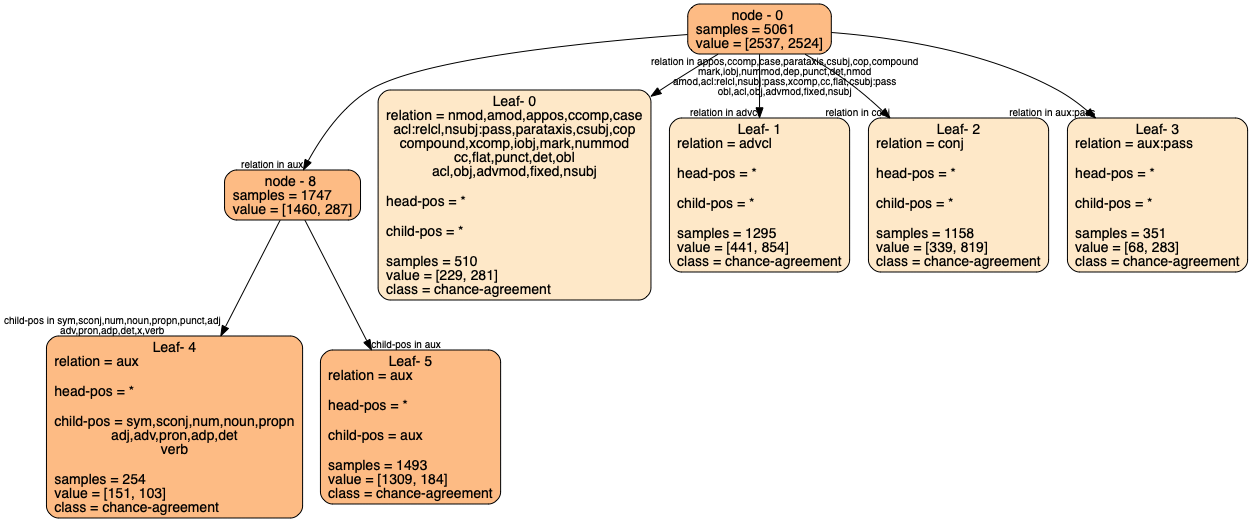 node - 0
samples = 5061
value = [2537, 2524]
relation in appos,ccomp,case,parataxis,csubj,cop,compound
mark,iobj,nummod,dep,punct,det,nmod
amod,acl:relcl,nsubj:pass,xcomp,cc,flat,csubj:pass
obl,acl,obj,advmod,fixed,nsubj
Leaf- 0
relation = nmod,amod,appos,ccomp,case
acl:relcl,nsubj:pass,parataxis,csubj,cop
compound,xcomp,iobj,mark,nummod
cc,flat,punct,det,obl
acl,obj,advmod,fixed,nsubj
head-pos = *
child-pos = *
samples = 510
value = [229, 281]
class = chance-agreement
relation in advcl
Leaf- 1
relation = advcl
head-pos = *
child-pos = *
samples = 1295
value = [441, 854]
class = chance-agreement
relation in conj
Leaf- 2
relation = conj
head-pos = *
child-pos = *
samples = 1158
value = [339, 819]
class = chance-agreement
relation in aux:pass
Leaf- 3
relation = aux:pass
head-pos = *
child-pos = *
samples = 351
value = [68, 283]
class = chance-agreement
relation in aux
node - 8
samples = 1747
value = [1460, 287]
child-pos in sym,sconj,num,noun,propn,punct,adj
adv,pron,adp,det,x,verb
Leaf- 4
relation = aux
head-pos = *
child-pos = sym,sconj,num,noun,propn
adj,adv,pron,adp,det
verb
samples = 254
value = [151, 103]
class = chance-agreement
child-pos in aux
Leaf- 5
relation = aux
head-pos = *
child-pos = aux
samples = 1493
value = [1309, 184]
class = chance-agreement